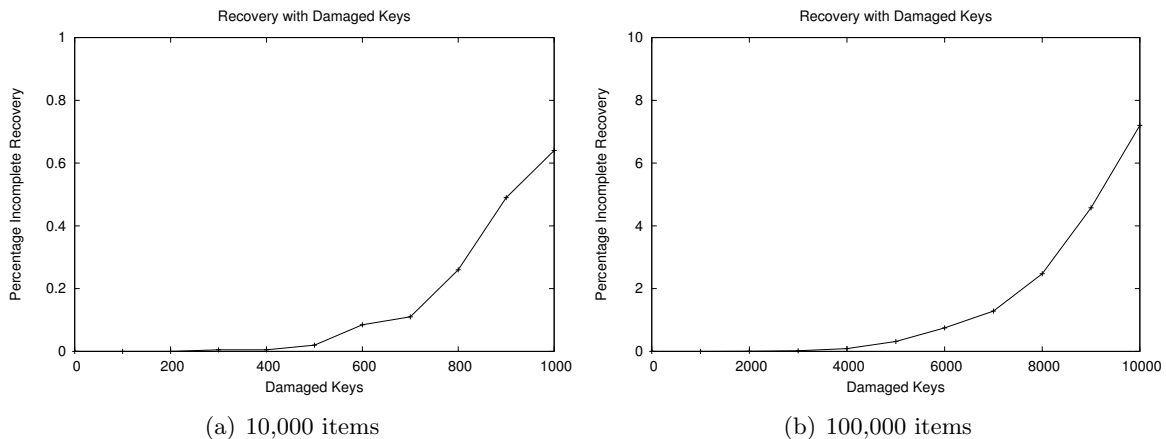 Recovery with Damaged Keys
Percentage Incomplete Recovery
1
0.8
0.6
0.4
0.2
0
0 200 400 600 800 1000
Damaged Keys
(a) 10,000 items
Recovery with Damaged Keys
Percentage Incomplete Recovery
10
8
6
4
2
0
0 2000 4000 6000 8000 10000
Damaged Keys
(b) 100,000 items